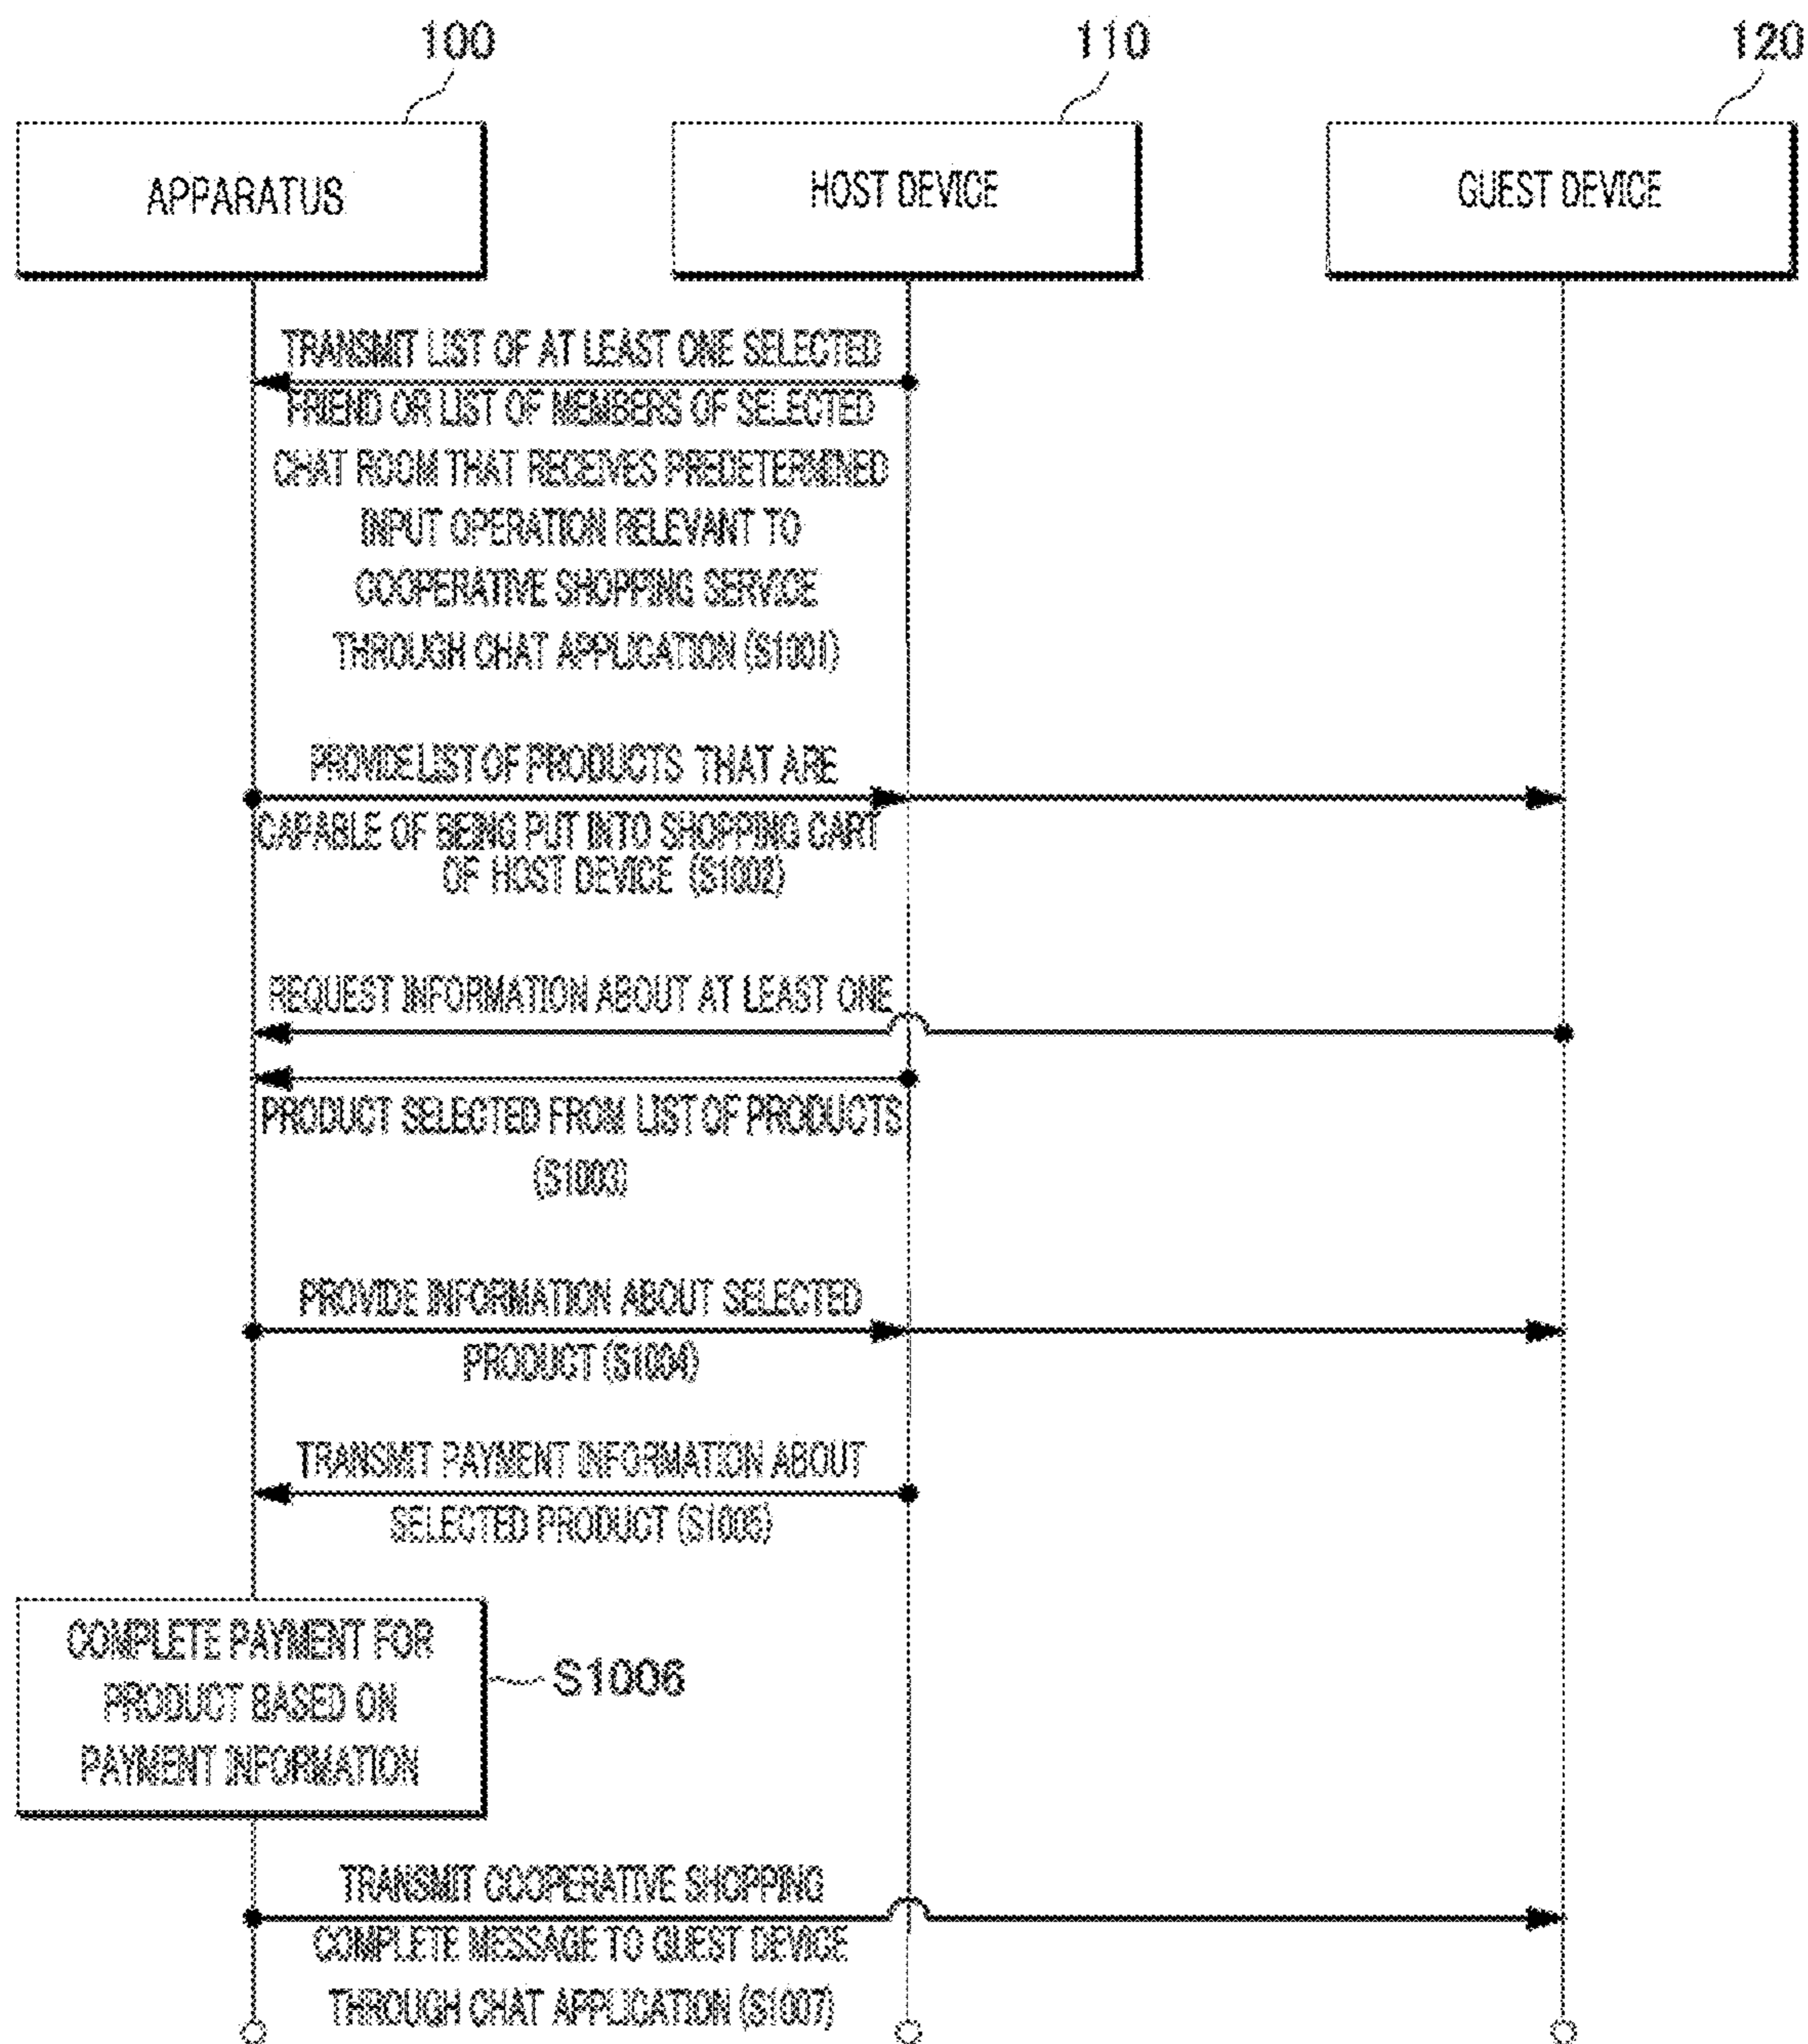 100
110
120
APPARATUS
HOST DEVICE
GUEST DEVICE
TRANSMIT LIST OF AT LEAST ONE SELECTED
FRIEND OR LIST OF MEMBERS OF SELECTED
CHAT ROOM THAT RECEIVES PREDETERMINED
INPUT OPERATION RELEVANT TO
COOPERATIVE SHOPPING SERVICE
THROUGH CHAT APPLICATION (S1001)
PROVIDE LIST OF PRODUCTS THAT ARE
CAPABLE OF BEING PUT INTO SHOPPING CART
OF HOST DEVICE (S1002)
REQUEST INFORMATION ABOUT AT LEAST ONE
PRODUCT SELECTED FROM LIST OF PRODUCTS
(S1003)
PROVIDE INFORMATION ABOUT SELECTED
PRODUCT (S1004)
TRANSMIT PAYMENT INFORMATION ABOUT
SELECTED PRODUCT (S1005)
COMPLETE PAYMENT FOR
PRODUCT BASED ON
PAYMENT INFORMATION
S1006
TRANSMIT COOPERATIVE SHOPPING
COMPLETE MESSAGE TO GUEST DEVICE
THROUGH CHAT APPLICATION (S1007)